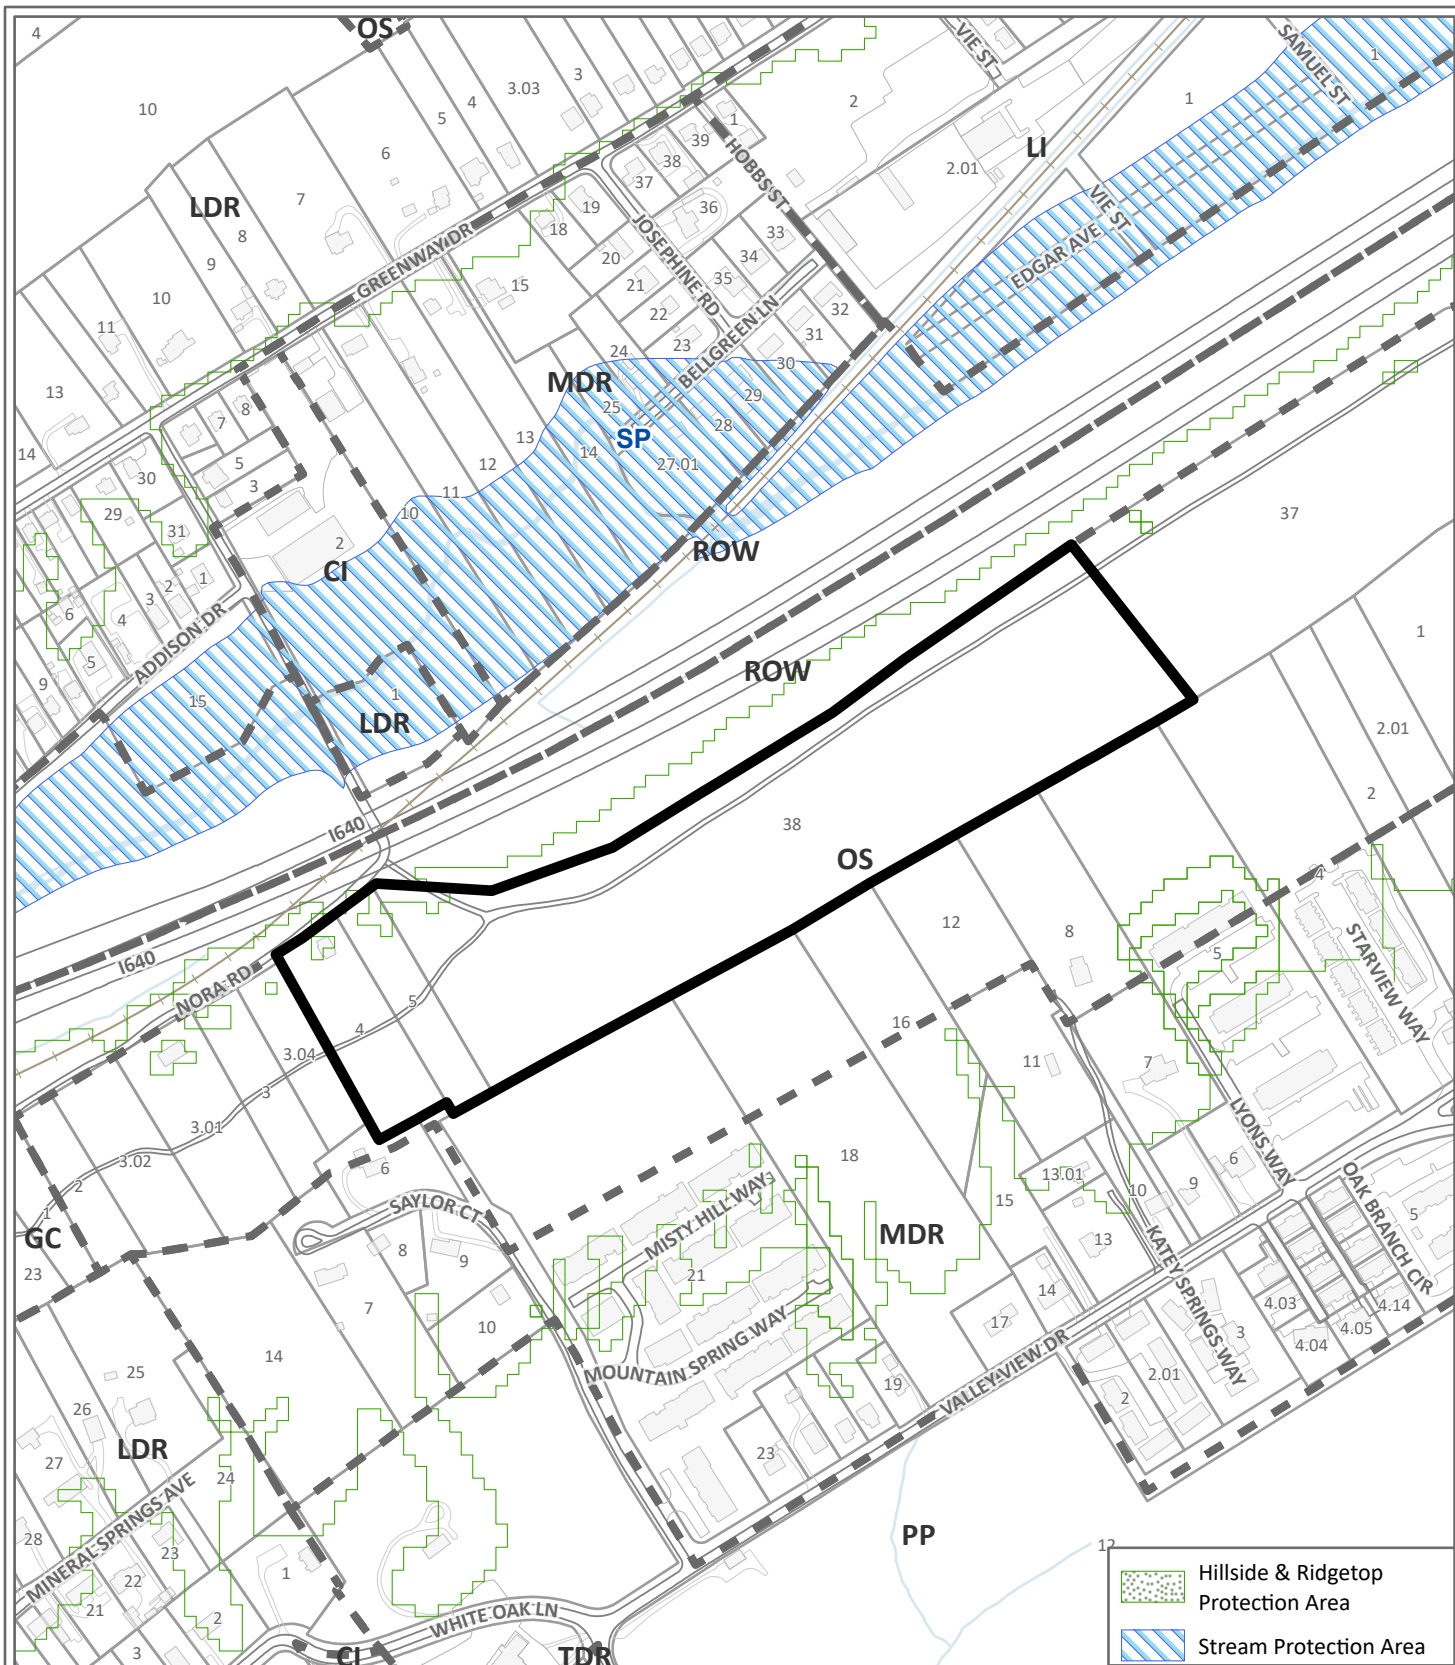 OS
4
3.03
3
4
5
10
6
7
LDR
8
9
10
11
13
14
GREENWAY DR
VIE ST
SAMUEL ST
1
1
2
1
39
38
37
HOBBS ST
LI
2.01
36
19
18
JOSEPHINE RD
33
34
20
35
21
22
15
23
24
BELLGREEN LN
32
31
30
29
28
VIE ST
EDGAR AVE
MDR
25
SP
27.01
14
13
12
11
10
8
7
5
3
30
29
31
2
CI
1
2
3
4
6
5
9
ADDISON DR
15
1
LDR
ROW
ROW
37
1
2.01
2
I640
38
OS
I640
NORA RD
5
4
3.04
3
3.01
3.02
2
1
GC
23
12
8
16
5
4
STARVIEW WAY
11
7
LYONS WAY
6
9
10
13.01
15
18
MDR
13
14
17
KATEY SPRINGS WAY
OAK BRANCH CIR
5
4.03
4.04
4.05
4.14
3
2.01
2
6
SAYLOR CT
8
9
7
10
MISTY HILL WAY
21
MOUNTAIN SPRING WAY
19
23
VALLEY VIEW DR
14
25
26
27
LDR
24
28
MINERAL SPRINGS AVE
23
22
21
1
2
3
WHITE OAK LN
CI
TDR
PP
12
Hillside & Ridgetop
Protection Area
Stream Protection Area